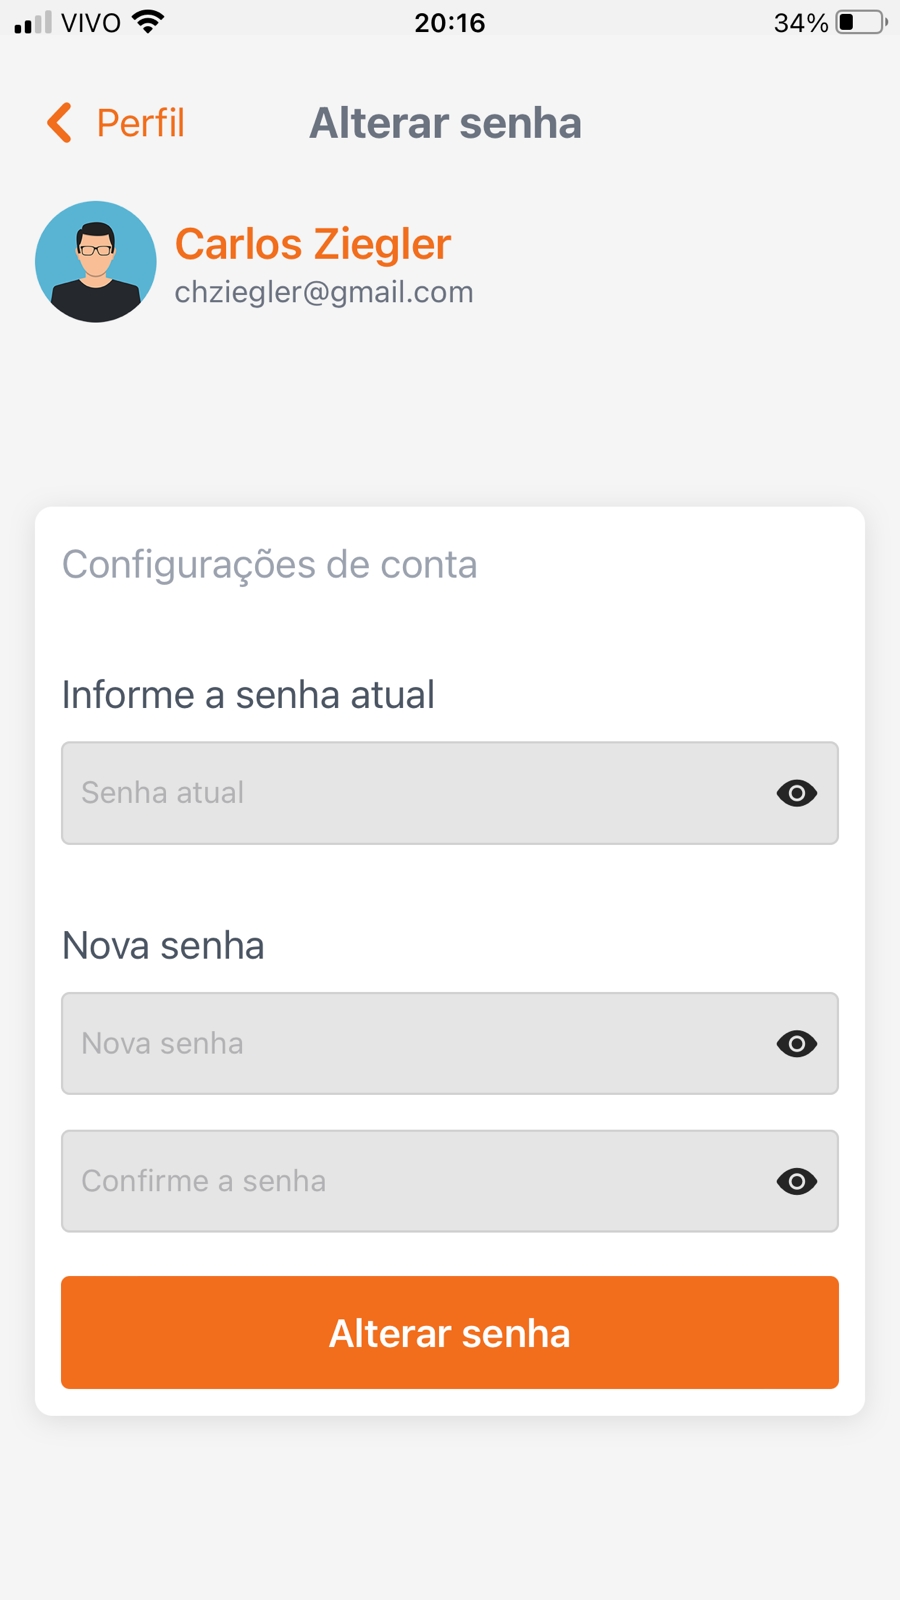 VIVO 20:16 34%
Perfil Alterar senha
Carlos Ziegler
chziegler@gmail.com
Configurações de conta
Informe a senha atual
Senha atual
Nova senha
Nova senha
Confirme a senha
Alterar senha